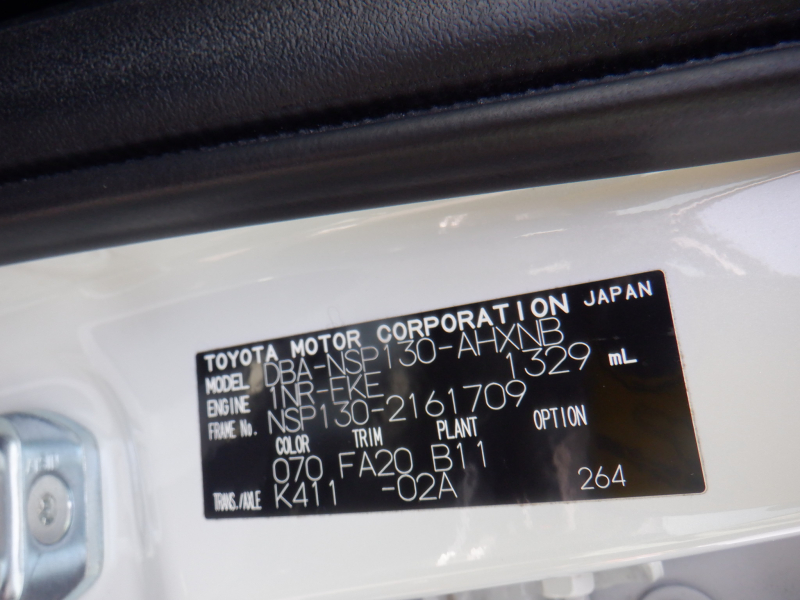 TOYOTA MOTOR CORPORATION JAPAN
MODEL DBA-NSP130-AHXNB
ENGINE 1NR-FKE 1329 mL
FRAME No. NSP130-2161709
COLOR TRIM PLANT OPTION
070 FA20 B11
TRANS./AXLE K411 -02A 264